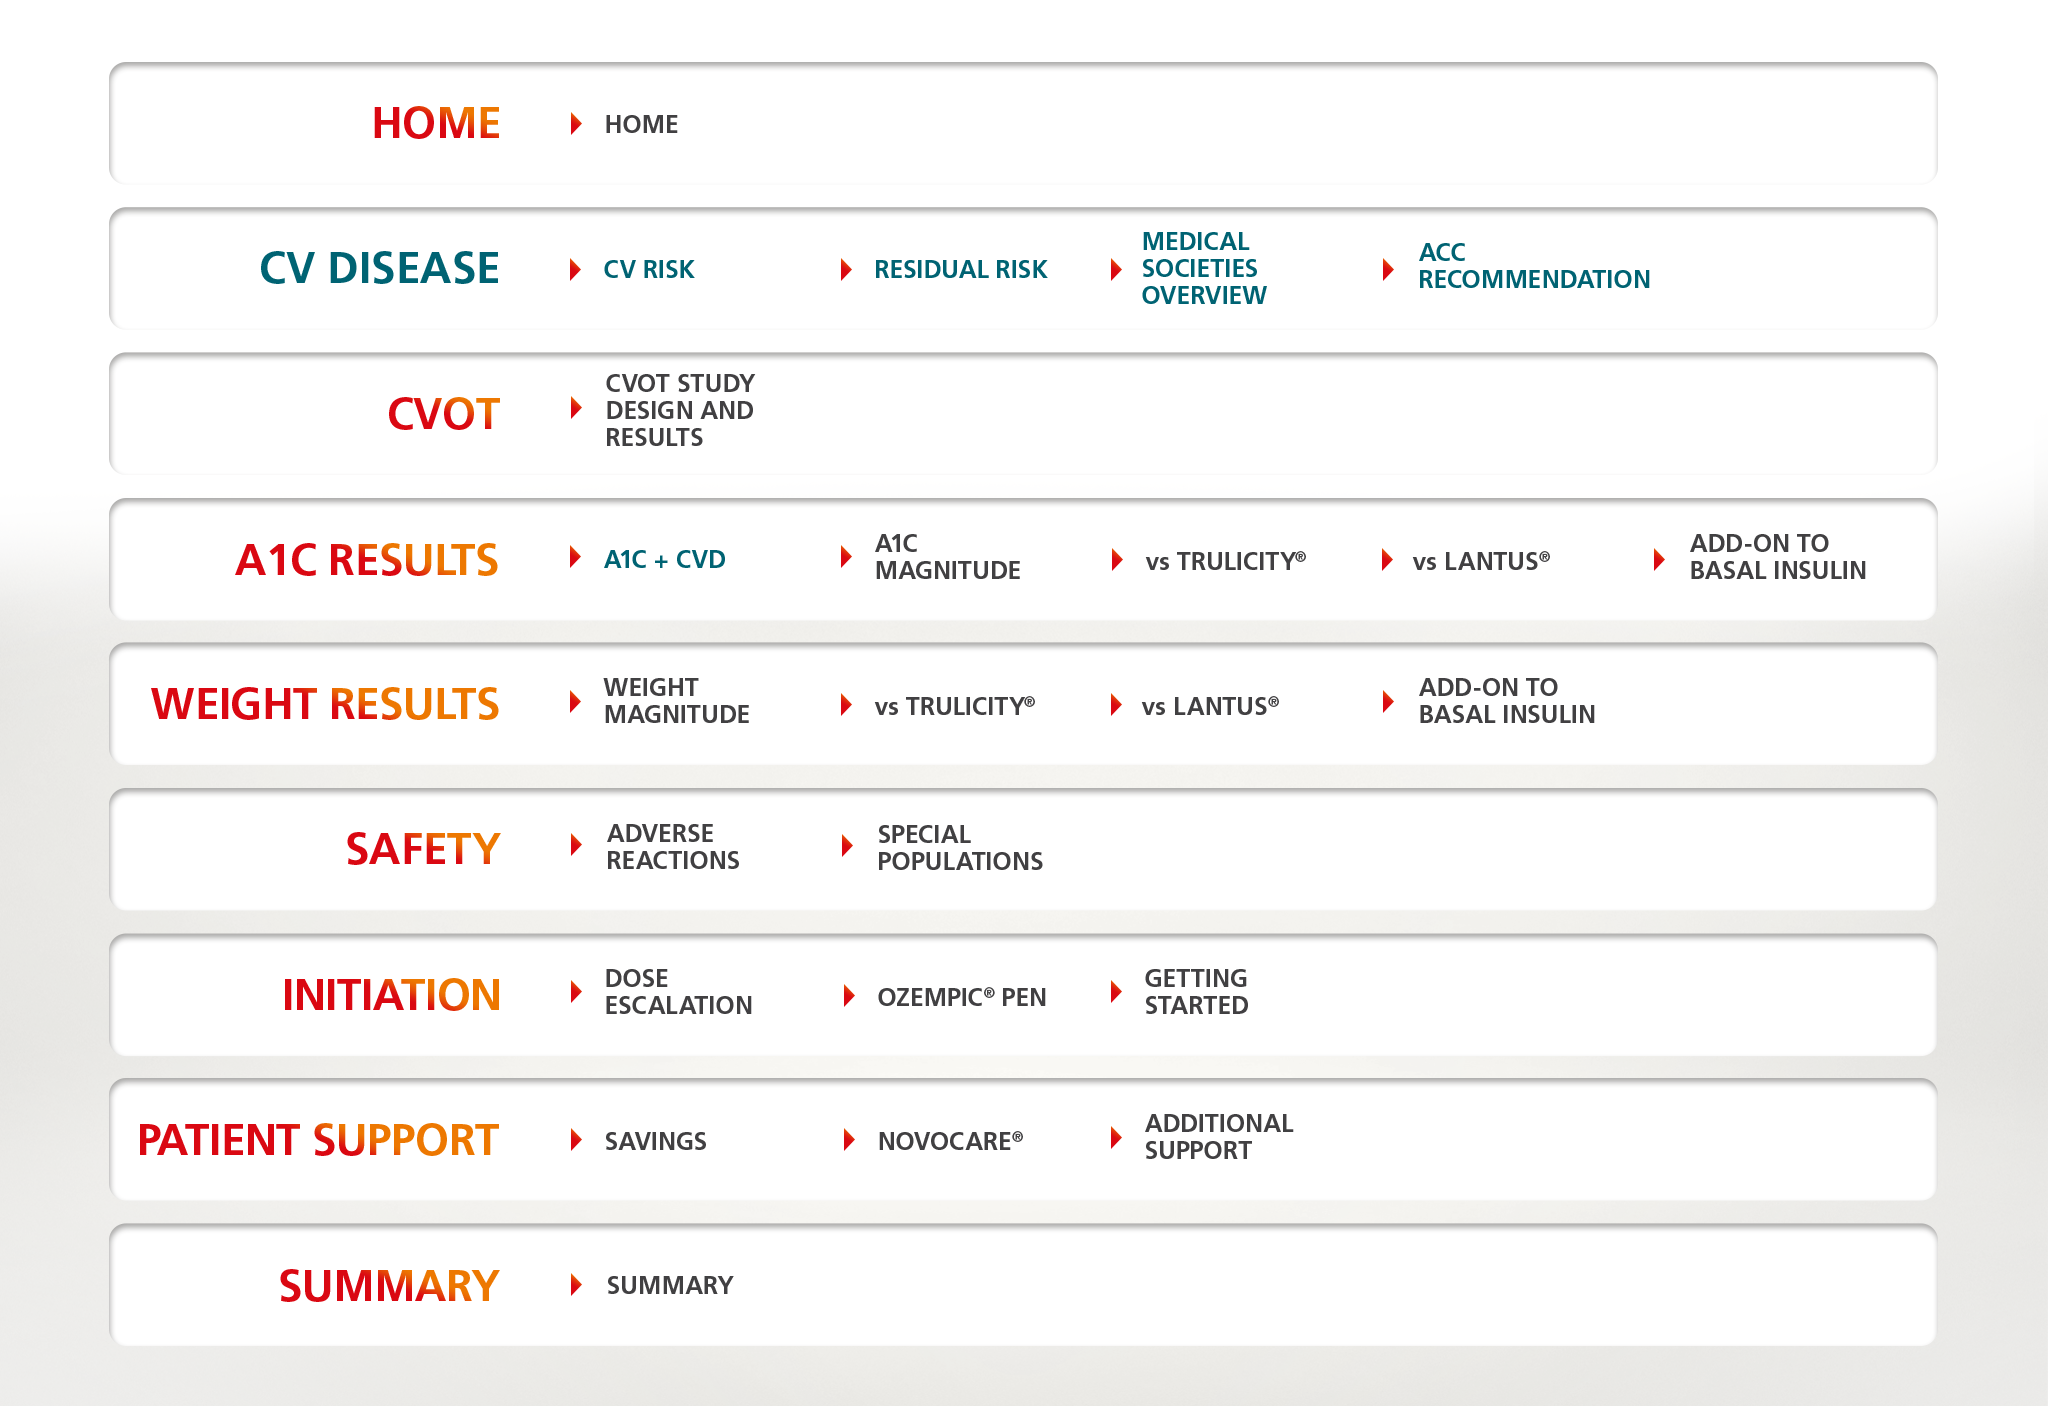 HOME
HOME
CV DISEASE
CV RISK
RESIDUAL RISK
MEDICAL
SOCIETIES
OVERVIEW
ACC
RECOMMENDATION
CVOT
CVOT STUDY
DESIGN AND
RESULTS
A1C RESULTS
A1C + CVD
A1C
MAGNITUDE
vs TRULICITY®
vs LANTUS®
ADD-ON TO
BASAL INSULIN
WEIGHT RESULTS
WEIGHT
MAGNITUDE
vs TRULICITY®
vs LANTUS®
ADD-ON TO
BASAL INSULIN
SAFETY
ADVERSE
REACTIONS
SPECIAL
POPULATIONS
INITIATION
DOSE
ESCALATION
OZEMPIC® PEN
GETTING
STARTED
PATIENT SUPPORT
SAVINGS
NOVOCARE®
ADDITIONAL
SUPPORT
SUMMARY
SUMMARY